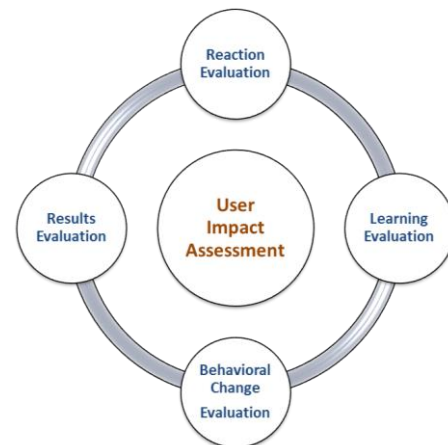 Reaction
Evaluation
User
Impact
Assessment
Results
Evaluation
Learning
Evaluation
Behavioral
Change
Evaluation